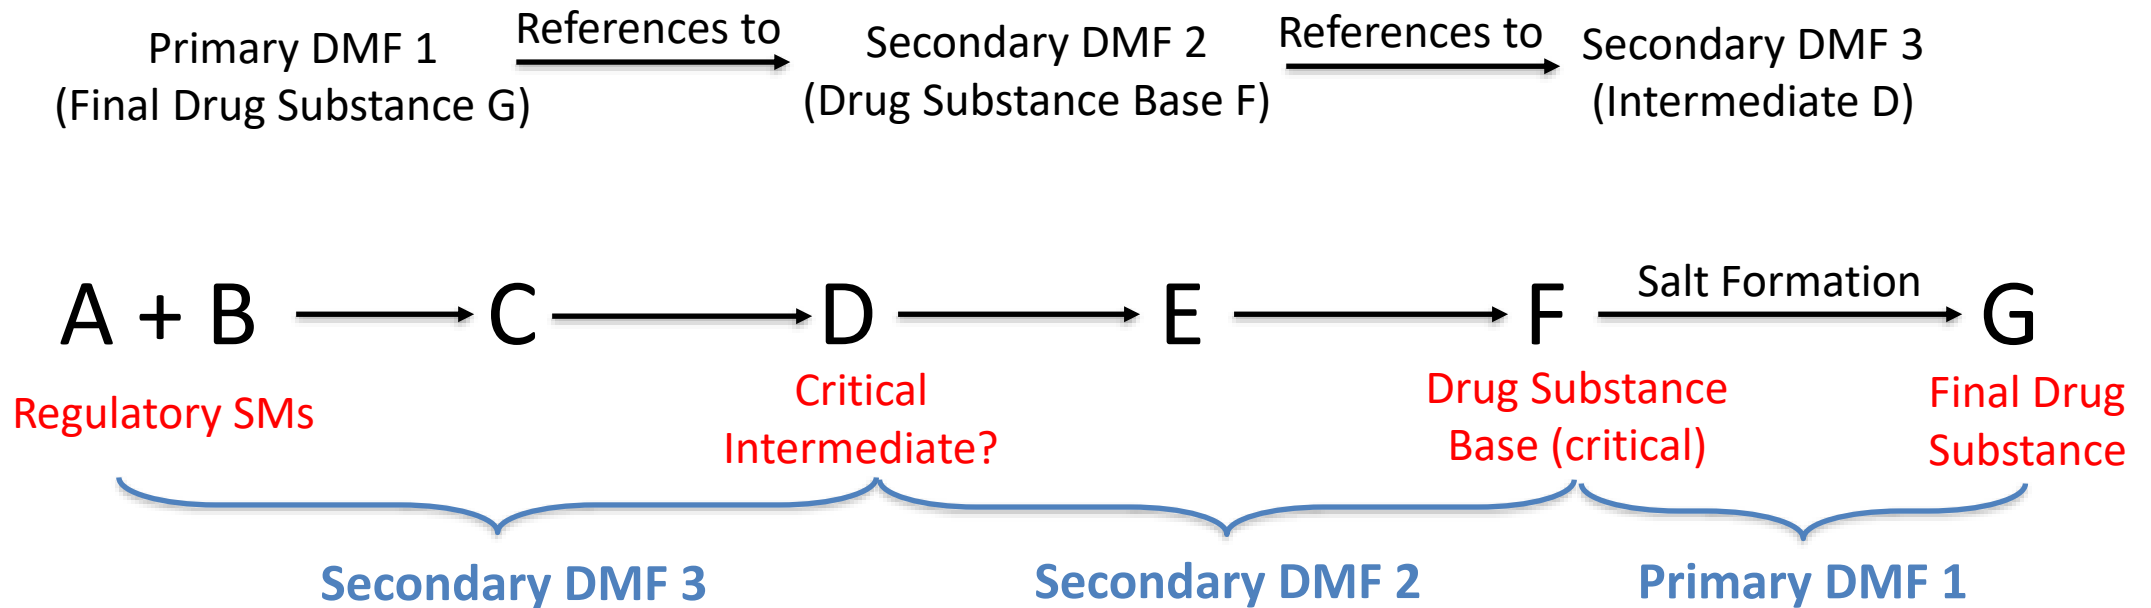 Primary DMF 1
(Final Drug Substance G)
References to
Secondary DMF 2
(Drug Substance Base F)
References to
Secondary DMF 3
(Intermediate D)
A + B
C
D
E
F
Salt Formation
G
Regulatory SMs
Critical
Intermediate?
Drug Substance
Base (critical)
Final Drug
Substance
Secondary DMF 3
Secondary DMF 2
Primary DMF 1